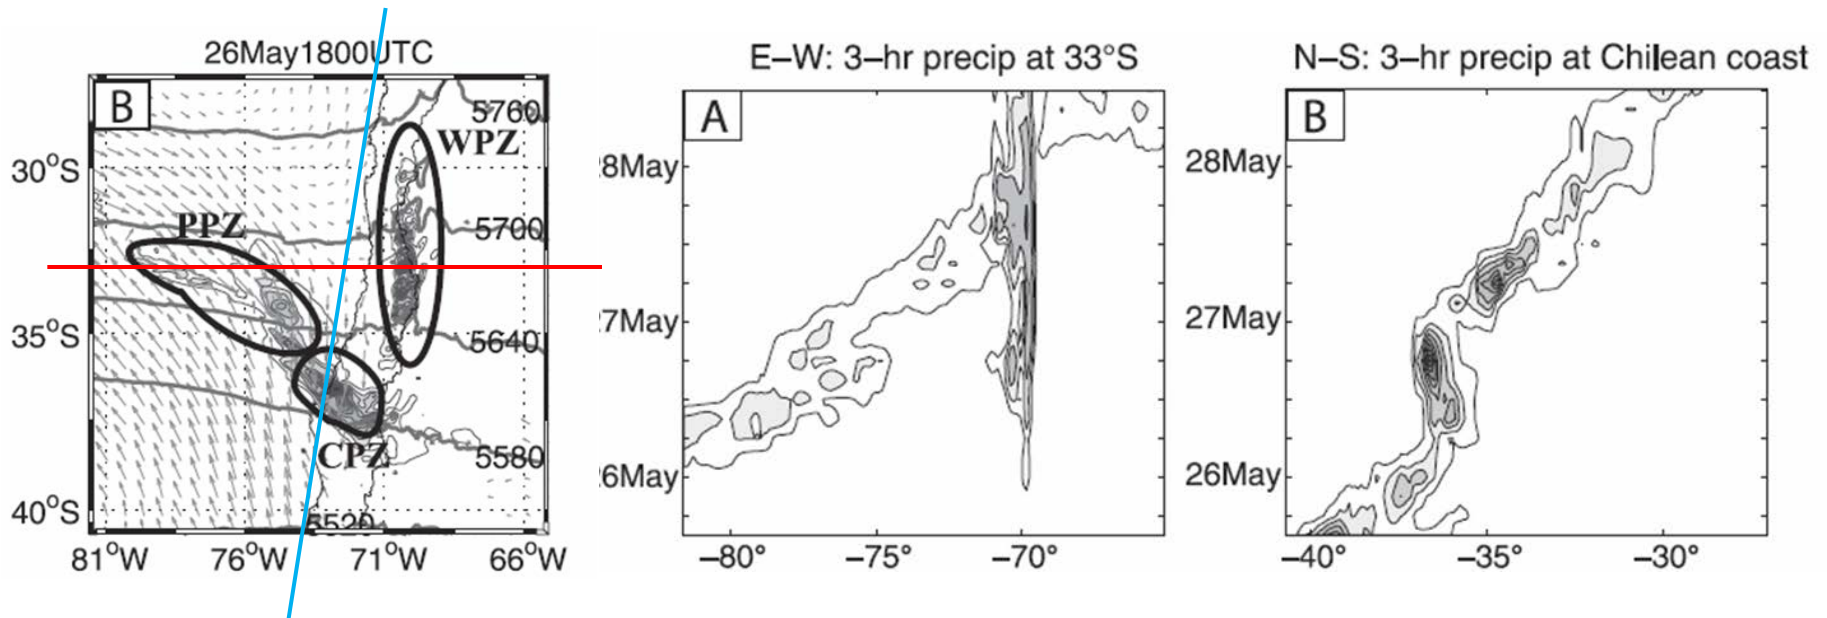 26May1800UTC
B
5760
WPZ
30°S
PPZ
5700
35°S
5640
CPZ
5580
40°S
5520
81°W 76°W 71°W 66°W
E–W: 3–hr precip at 33°S
A
8May
7May
6May
–80° –75° –70°
N–S: 3–hr precip at Chilean coast
B
28May
27May
26May
–40° –35° –30°